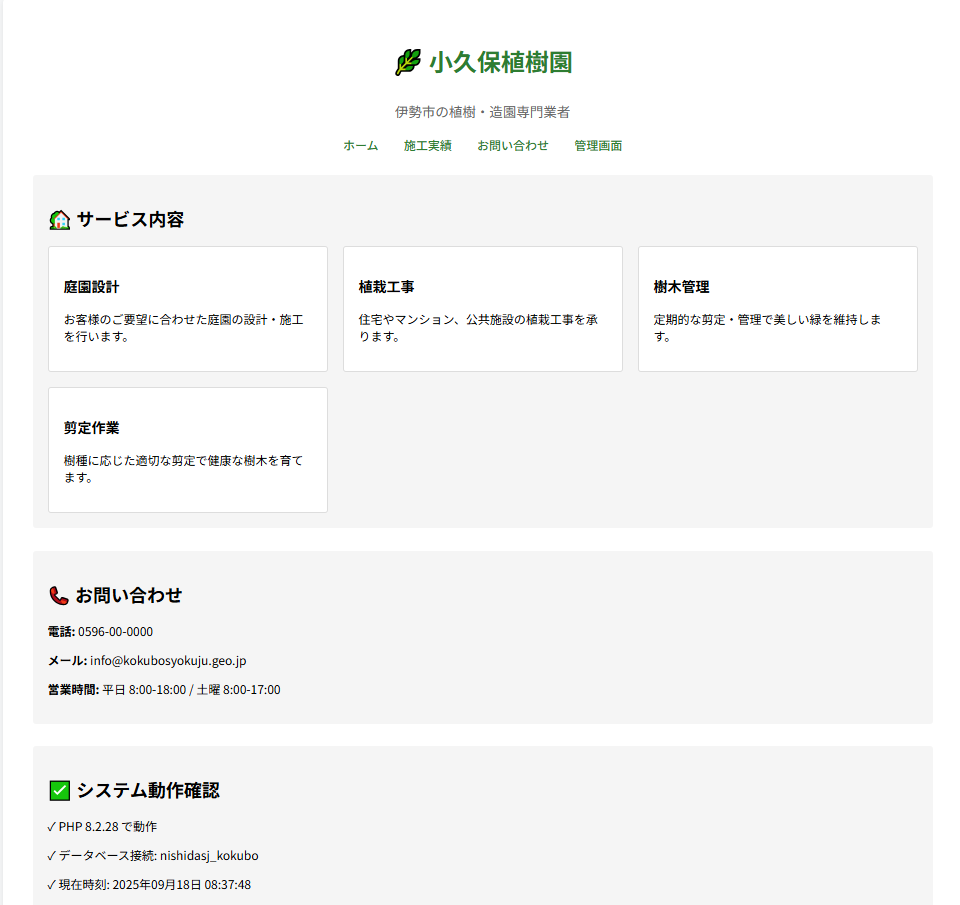 小久保植樹園
伊勢市の植樹・造園専門業者
ホーム 施工実績 お問い合わせ 管理画面
サービス内容
庭園設計
お客様のご要望に合わせた庭園の設計・施工
を行います。
植栽工事
住宅やマンション、公共施設の植栽工事を承
ります。
樹木管理
定期的な剪定・管理で美しい緑を維持しま
す。
剪定作業
樹種に応じた適切な剪定で健康な樹木を育て
ます。
お問い合わせ
電話: 0596-00-0000
メール: info@kokubosyokuju.geo.jp
営業時間: 平日 8:00-18:00 / 土曜 8:00-17:00
システム動作確認
✓ PHP 8.2.28 で動作
✓ データベース接続: nishidasj_kokubo
✓ 現在時刻: 2025年09月18日 08:37:48